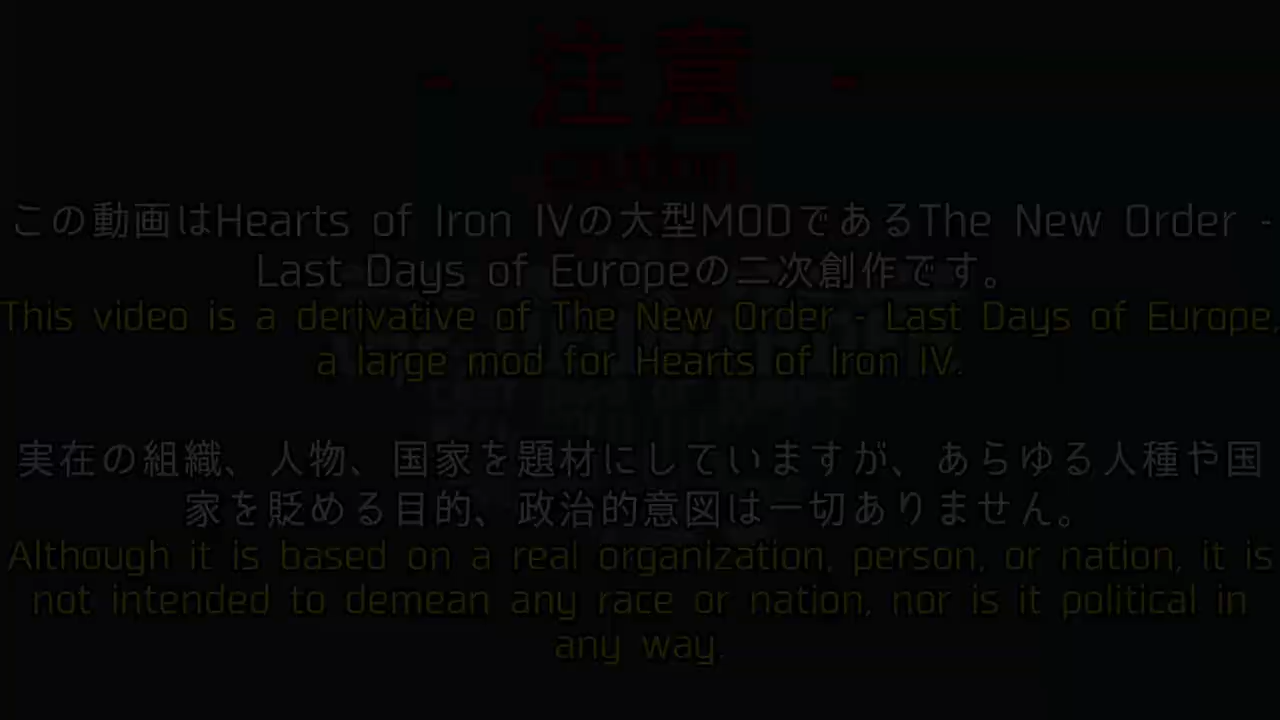 - 注意 -
caution
この動画はHearts of Iron IVの大型MODであるThe New Order -
Last Days of Europeの二次創作です。
This video is a derivative of The New Order - Last Days of Europe,
a large mod for Hearts of Iron IV.
実在の組織、人物、国家を題材にしていますが、あらゆる人種や国
家を貶める目的、政治的意図は一切ありません。
Although it is based on a real organization, person, or nation, it is
not intended to demean any race or nation, nor is it political in
any way.